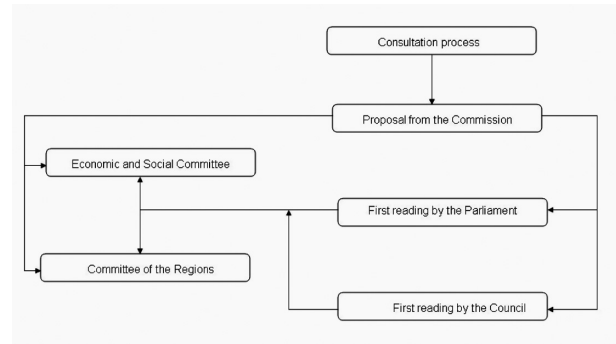 Consultation process
Proposal from the Commission
Economic and Social Committee
First reading by the Parliament
Committee of the Regions
First reading by the Council